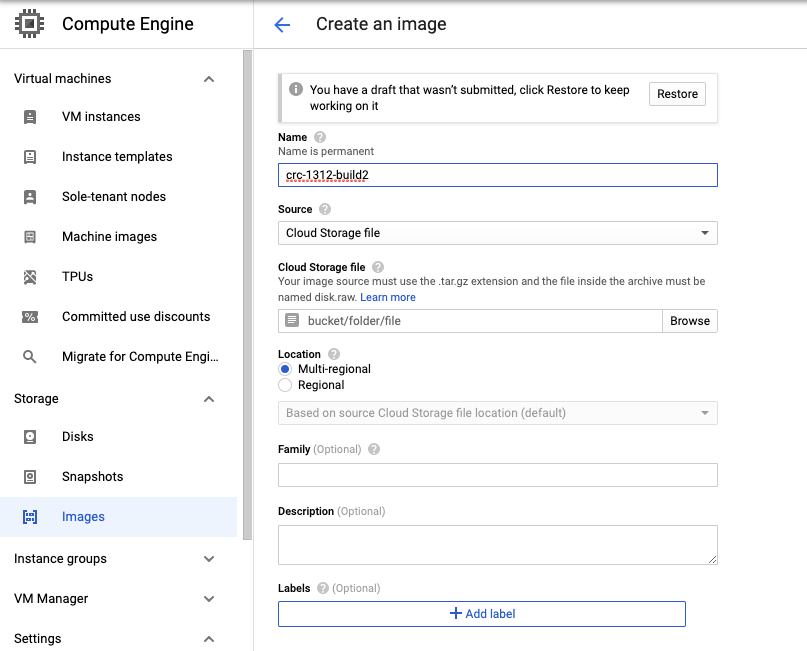 Compute Engine
Create an image
Virtual machines
VM instances
Instance templates
Sole-tenant nodes
Machine images
TPUs
Committed use discounts
Migrate for Compute Engi...
Storage
Disks
Snapshots
Images
Instance groups
VM Manager
Settings
You have a draft that wasn't submitted, click Restore to keep
working on it
Restore
Name
Name is permanent
crc-1312-build2
Source
Cloud Storage file
Cloud Storage file
Your image source must use the .tar.gz extension and the file inside the archive must be
named disk.raw. Learn more
bucket/folder/file
Browse
Location
Multi-regional
Regional
Based on source Cloud Storage file location (default)
Family (Optional)
Description (Optional)
Labels (Optional)
+ Add label